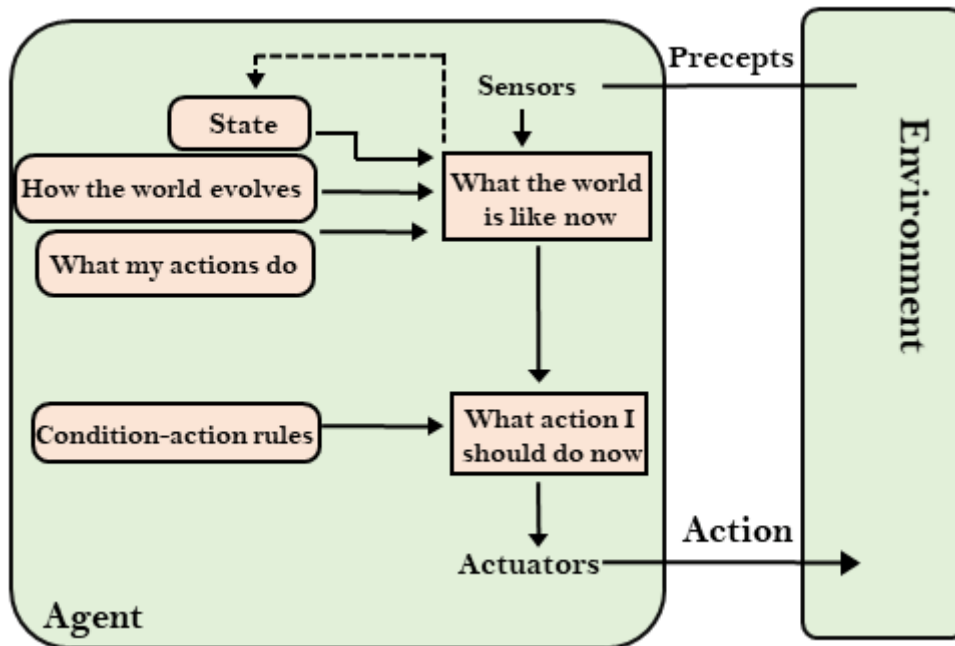 Precepts
Sensors
State
How the world evolves
What the world
is like now
What my actions do
Environment
Condition-action rules
What action I
should do now
Action
Actuators
Agent